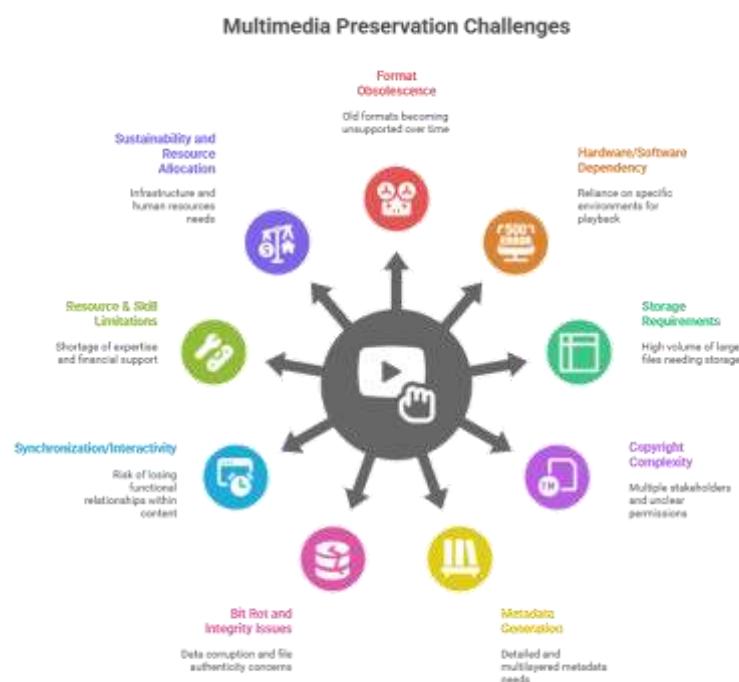 Multimedia Preservation Challenges
Format
Obsolescence
Old formats becoming
unsupported over time
Hardware/Software
Dependency
Reliance on specific
environments for
playback
Storage
Requirements
High volume of large
files needing storage
Copyright
Complexity
Multiple stakeholders
and unclear
permissions
Metadata
Generation
Detailed and
multilayered metadata
needs
Bit Rot and
Integrity Issues
Data corruption and file
authenticity concerns
Synchronization/Interactivity
Risk of losing
functional
relationships within
content
Resource & Skill
Limitations
Shortage of expertise
and financial support
Sustainability and
Resource
Allocation
Infrastructure and
human resources
needs
500
ERROR
TM
$